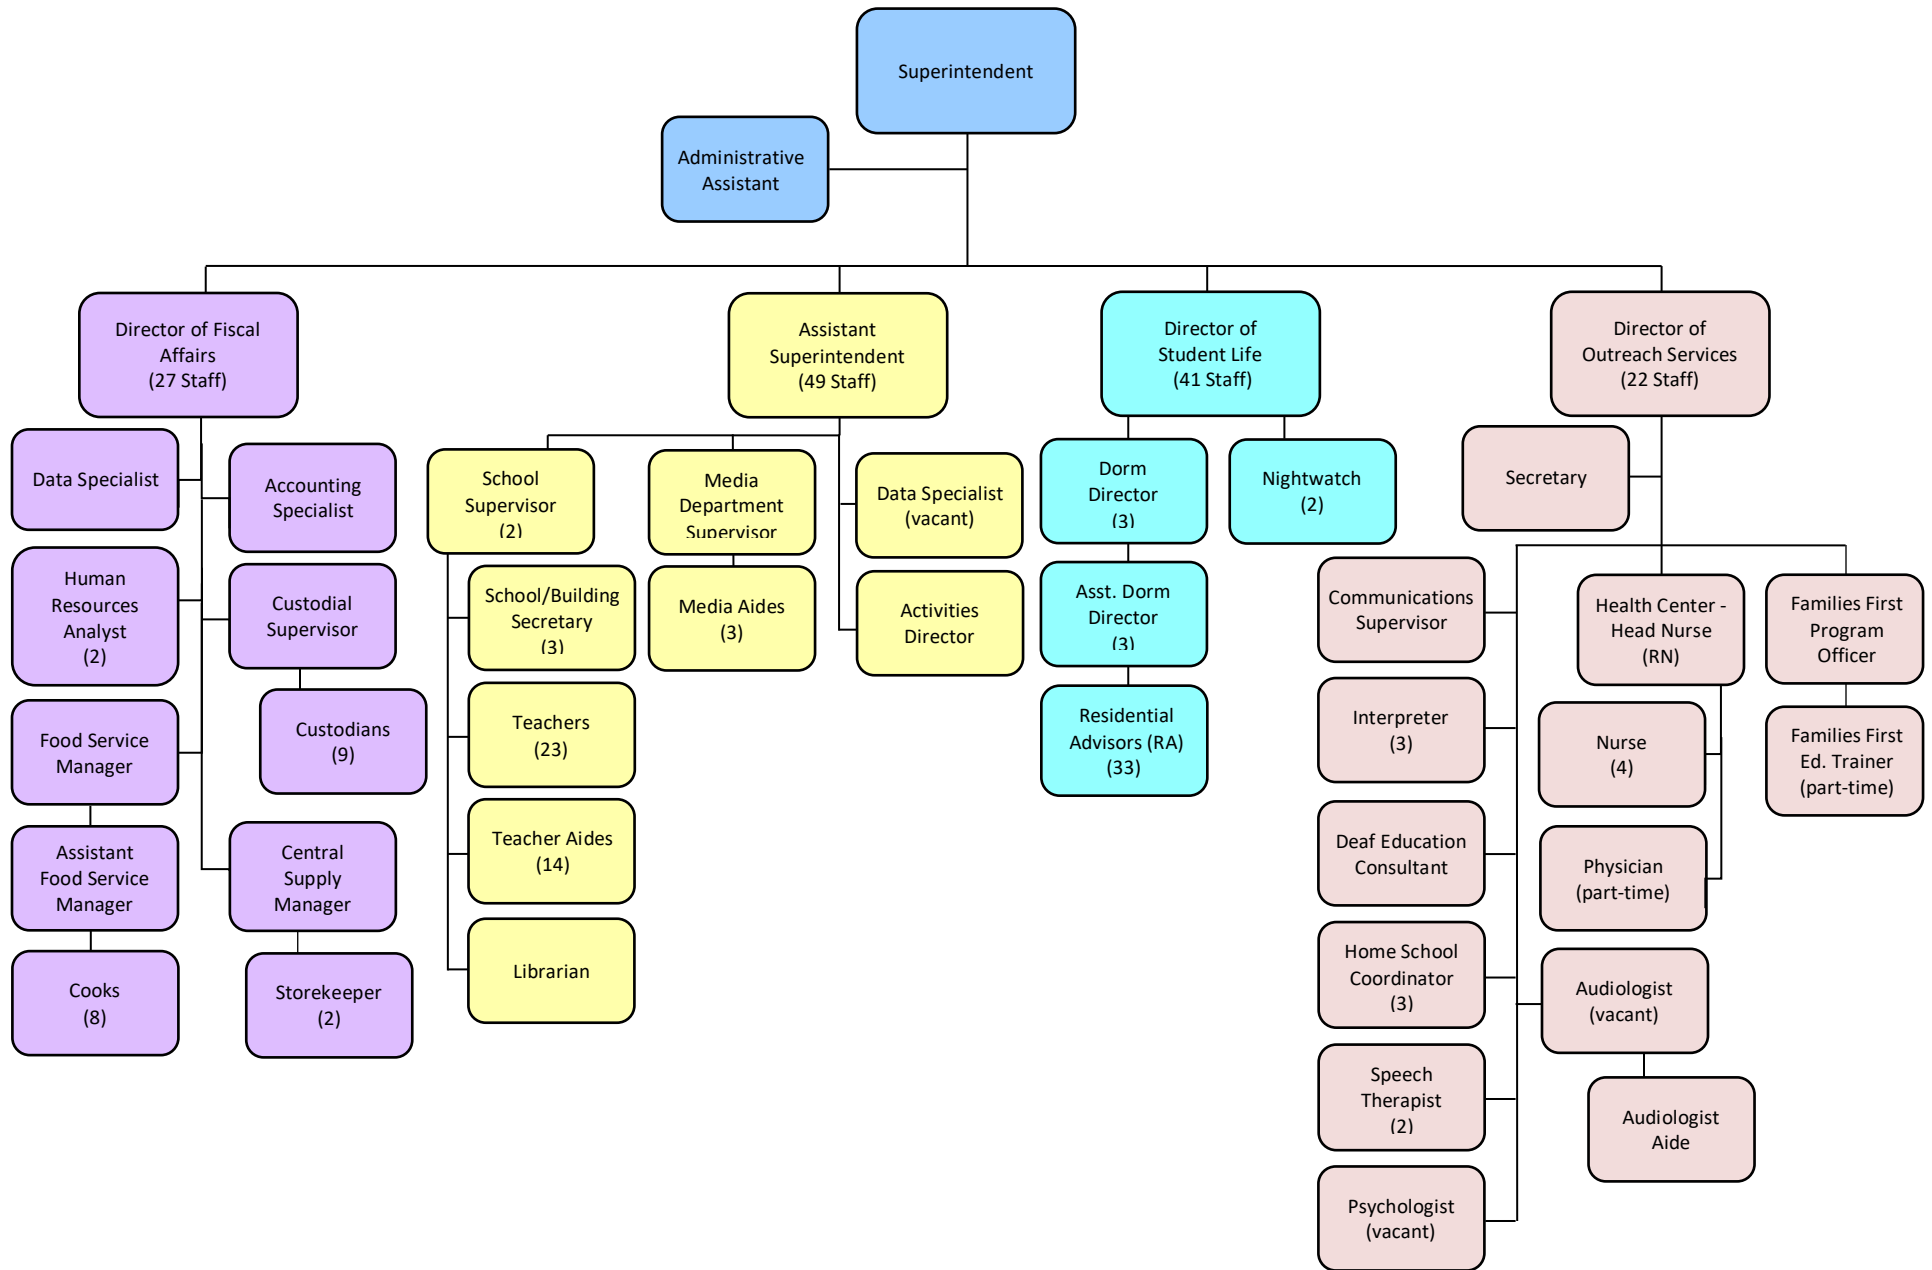 Superintendent
Administrative
Assistant
Director of Fiscal
Affairs
(27 Staff)
Data Specialist
Accounting
Specialist
Human
Resources
Analyst
(2)
Custodial
Supervisor
Custodians
(9)
Food Service
Manager
Assistant
Food Service
Manager
Central
Supply
Manager
Cooks
(8)
Storekeeper
(2)
Assistant
Superintendent
(49 Staff)
School
Supervisor
(2)
Media
Department
Supervisor
Data Specialist
(vacant)
School/Building
Secretary
(3)
Media Aides
(3)
Activities
Director
Teachers
(23)
Teacher Aides
(14)
Librarian
Director of
Student Life
(41 Staff)
Dorm
Director
(3)
Nightwatch
(2)
Asst. Dorm
Director
(3)
Residential
Advisors (RA)
(33)
Director of
Outreach Services
(22 Staff)
Secretary
Communications
Supervisor
Health Center -
Head Nurse
(RN)
Families First
Program
Officer
Interpreter
(3)
Nurse
(4)
Families First
Ed. Trainer
(part-time)
Deaf Education
Consultant
Physician
(part-time)
Home School
Coordinator
(3)
Audiologist
(vacant)
Speech
Therapist
(2)
Audiologist
Aide
Psychologist
(vacant)